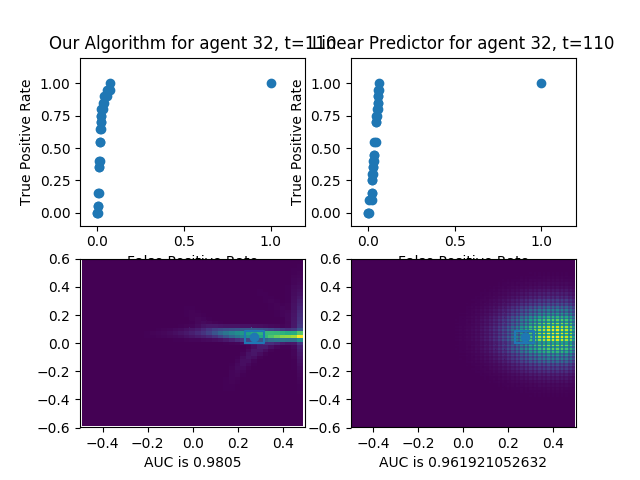 Our Algorithm for agent 32, t=110
Linear Predictor for agent 32, t=110
True Positive Rate
1.00
0.75
0.50
0.25
0.00
0.0 0.5 1.0
False Positive Rate
True Positive Rate
1.00
0.75
0.50
0.25
0.00
0.0 0.5 1.0
False Positive Rate
0.6
0.4
0.2
0.0
−0.2
−0.4
−0.6
−0.4 −0.2 0.0 0.2 0.4
AUC is 0.9805
0.6
0.4
0.2
0.0
−0.2
−0.4
−0.6
−0.4 −0.2 0.0 0.2 0.4
AUC is 0.961921052632